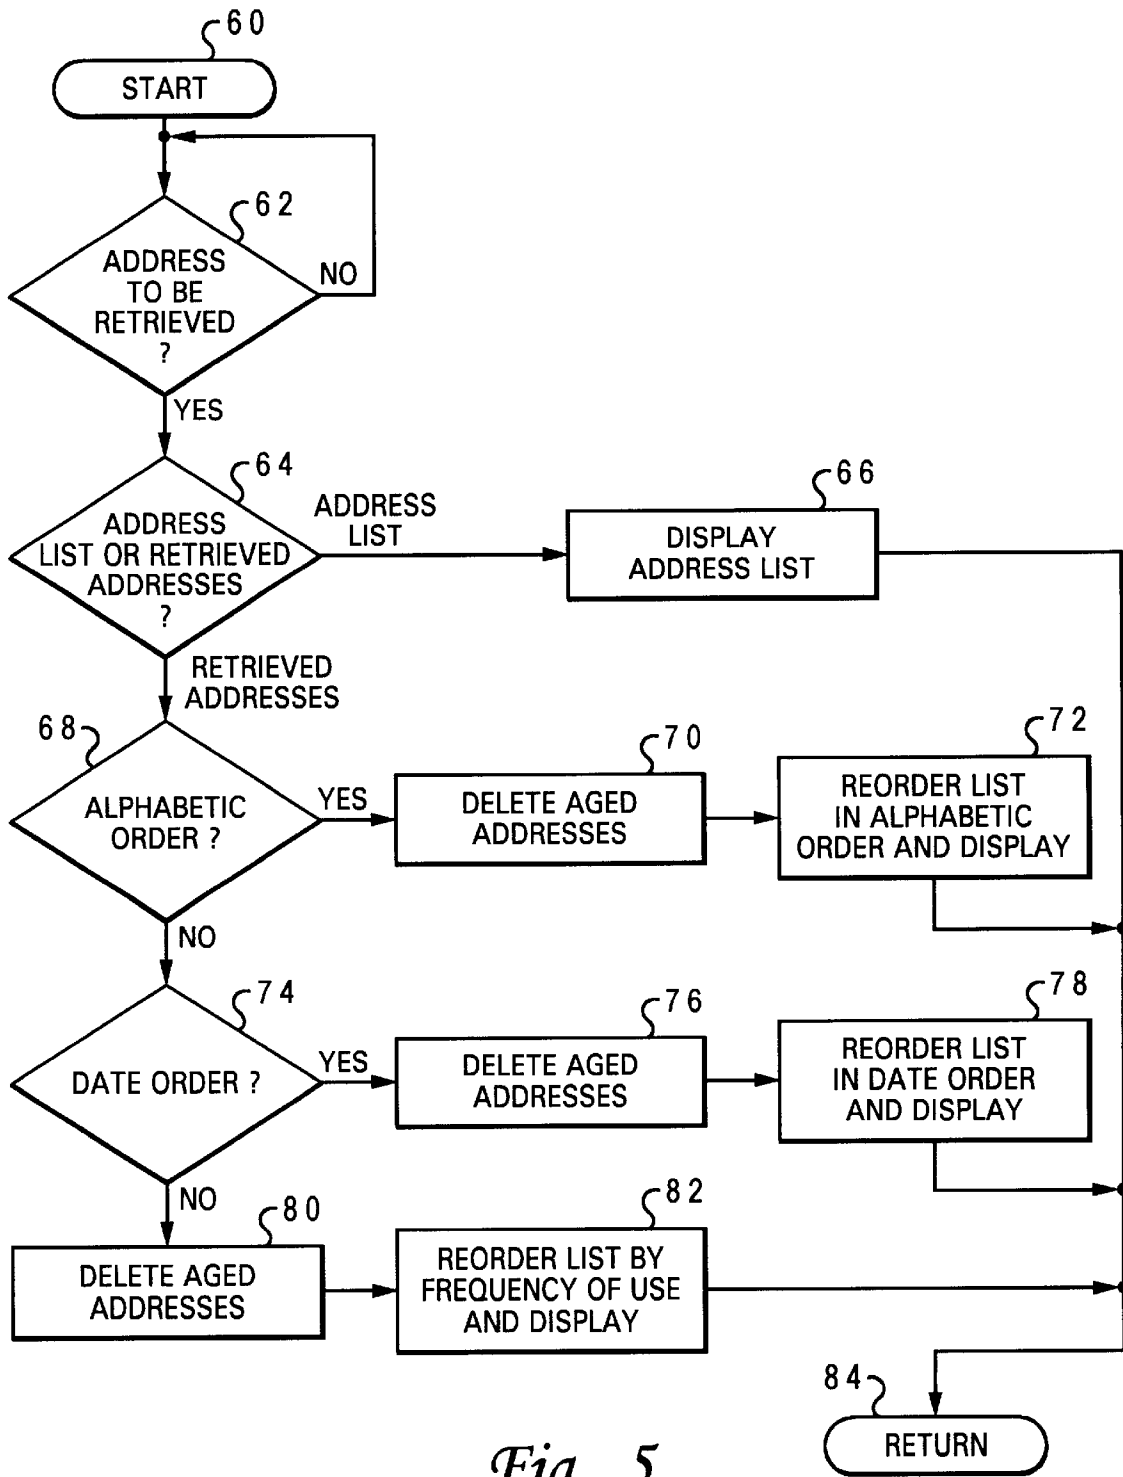 60
START
62
ADDRESS
TO BE
RETRIEVED
?
NO
YES
64
ADDRESS
LIST OR RETRIEVED
ADDRESSES
?
ADDRESS
LIST
66
DISPLAY
ADDRESS LIST
RETRIEVED
ADDRESSES
68
ALPHABETIC
ORDER ?
YES
70
DELETE AGED
ADDRESSES
72
REORDER LIST
IN ALPHABETIC
ORDER AND DISPLAY
NO
74
DATE ORDER ?
YES
76
DELETE AGED
ADDRESSES
78
REORDER LIST
IN DATE ORDER
AND DISPLAY
NO
80
DELETE AGED
ADDRESSES
82
REORDER LIST BY
FREQUENCY OF USE
AND DISPLAY
84
RETURN
Fig. 5